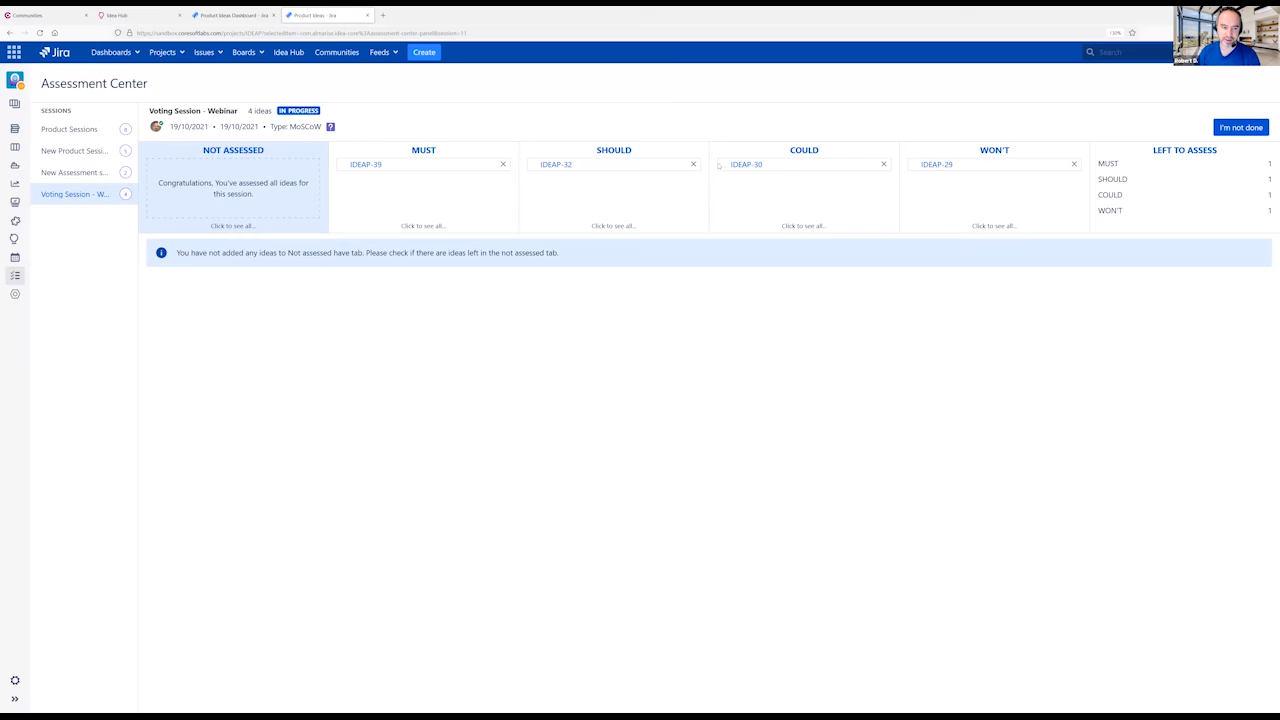 Communities
Idea Hub
Product Ideas Dashboard - Jira
Product Ideas - Jira
130%
Jira
Dashboards
Projects
Issues
Boards
Idea Hub
Communities
Feeds
Create
Search
Robert D.
Assessment Center
SESSIONS
Product Sessions
New Product Sessi...
New Assessment s...
2
Voting Session - W...
4
Voting Session - Webinar 4 ideas IN PROGRESS
19/10/2021 • 19/10/2021 • Type: MoSCoW ?
I'm not done
NOT ASSESSED
Congratulations, You've assessed all ideas for
this session.
Click to see all...
MUST
IDEAP-39
Click to see all...
SHOULD
IDEAP-32
Click to see all...
COULD
IDEAP-30
Click to see all...
WON'T
IDEAP-29
Click to see all...
LEFT TO ASSESS
MUST 1
SHOULD 1
COULD 1
WON'T 1
You have not added any ideas to Not assessed have tab. Please check if there are ideas left in the not assessed tab.